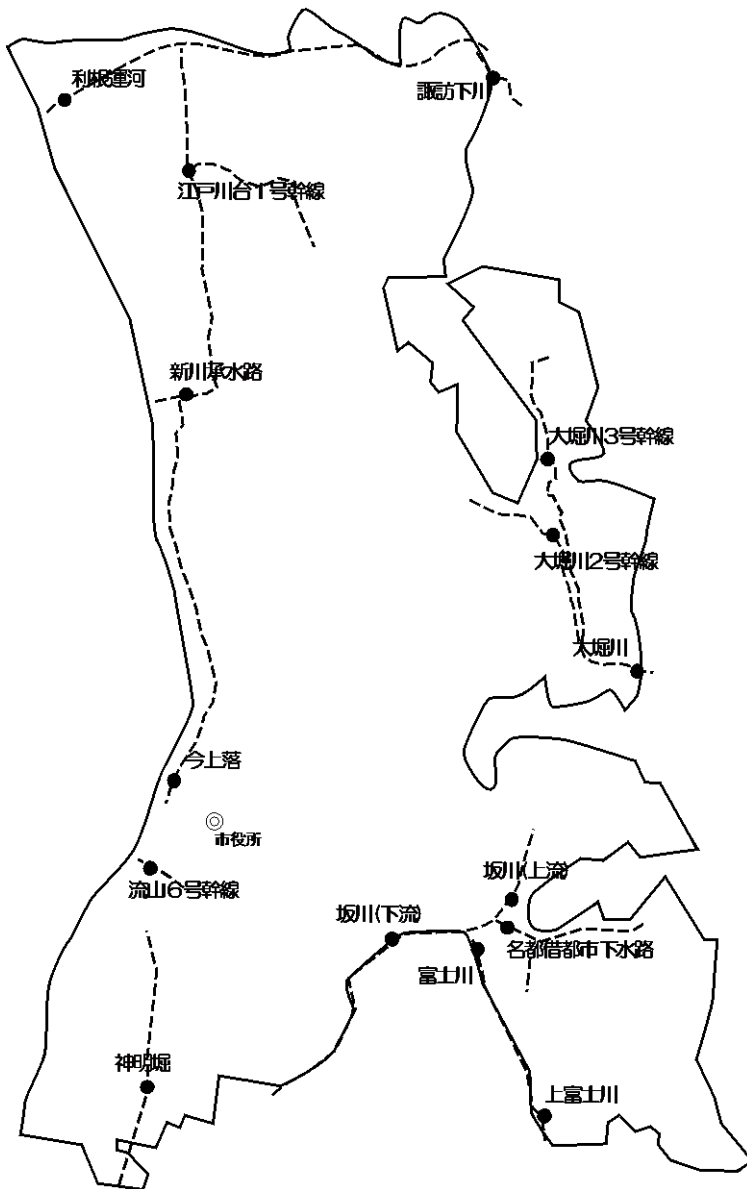 利根運河
諏訪下川
江戸川台1号幹線
新川承水路
大堀川3号幹線
大堀川2号幹線
大堀川
今上落
市役所
流山6号幹線
坂川(上流)
坂川(下流)
名都借都市下水路
富士川
神明堀
上富士川